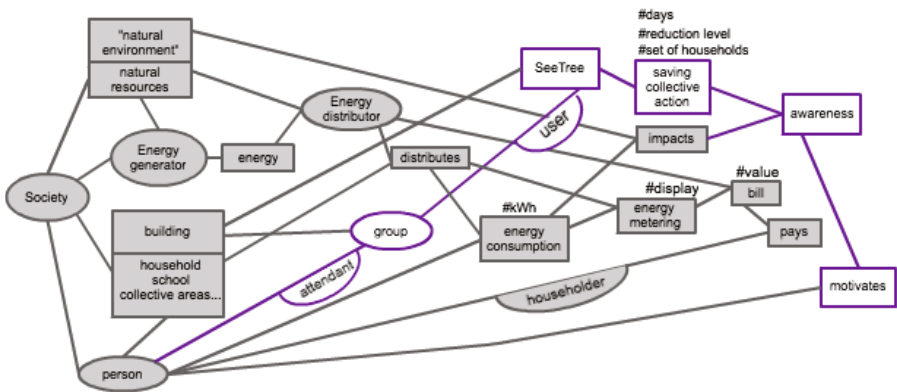 #days
#reduction level
#set of households
"natural
environment"
natural
resources
SeeTree
saving
collective
action
awareness
Energy
distributor
Energy
generator
energy
user
impacts
distributes
#value
bill
Society
#display
energy
metering
#kWh
energy
consumption
building
group
pays
household
school
collective areas...
attendant
householder
motivates
person